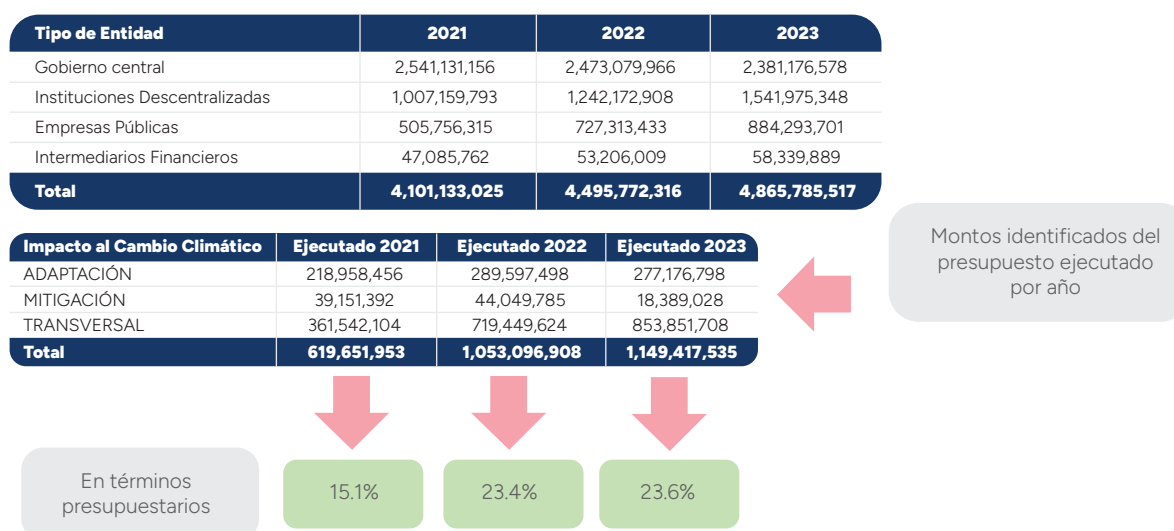 Tipo de Entidad 2021 2022 2023
Gobierno central 2,541,131,156 2,473,079,966 2,381,176,578
Instituciones Descentralizadas 1,007,159,793 1,242,172,908 1,541,975,348
Empresas Públicas 505,756,315 727,313,433 884,293,701
Intermediarios Financieros 47,085,762 53,206,009 58,339,889
Total 4,101,133,025 4,495,772,316 4,865,785,517
Impacto al Cambio Climático Ejecutado 2021 Ejecutado 2022 Ejecutado 2023
ADAPTACIÓN 218,958,456 289,597,498 277,176,798
MITIGACIÓN 39,151,392 44,049,785 18,389,028
TRANSVERSAL 361,542,104 719,449,624 853,851,708
Total 619,651,953 1,053,096,908 1,149,417,535
Montos identificados del
presupuesto ejecutado
por año
En términos
presupuestarios
15.1% 23.4% 23.6%